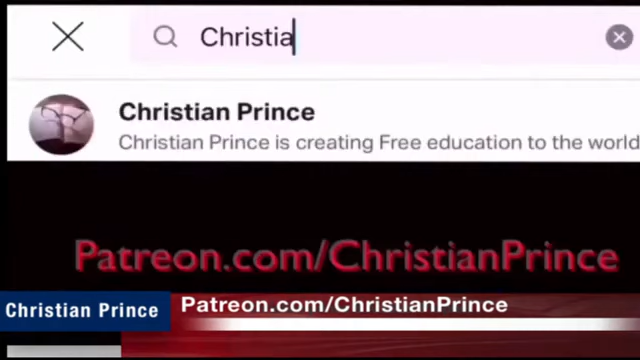 Christia
Christian Prince
Christian Prince is creating Free education to the world
Patreon.com/ChristianPrince
Christian Prince
Patreon.com/ChristianPrince